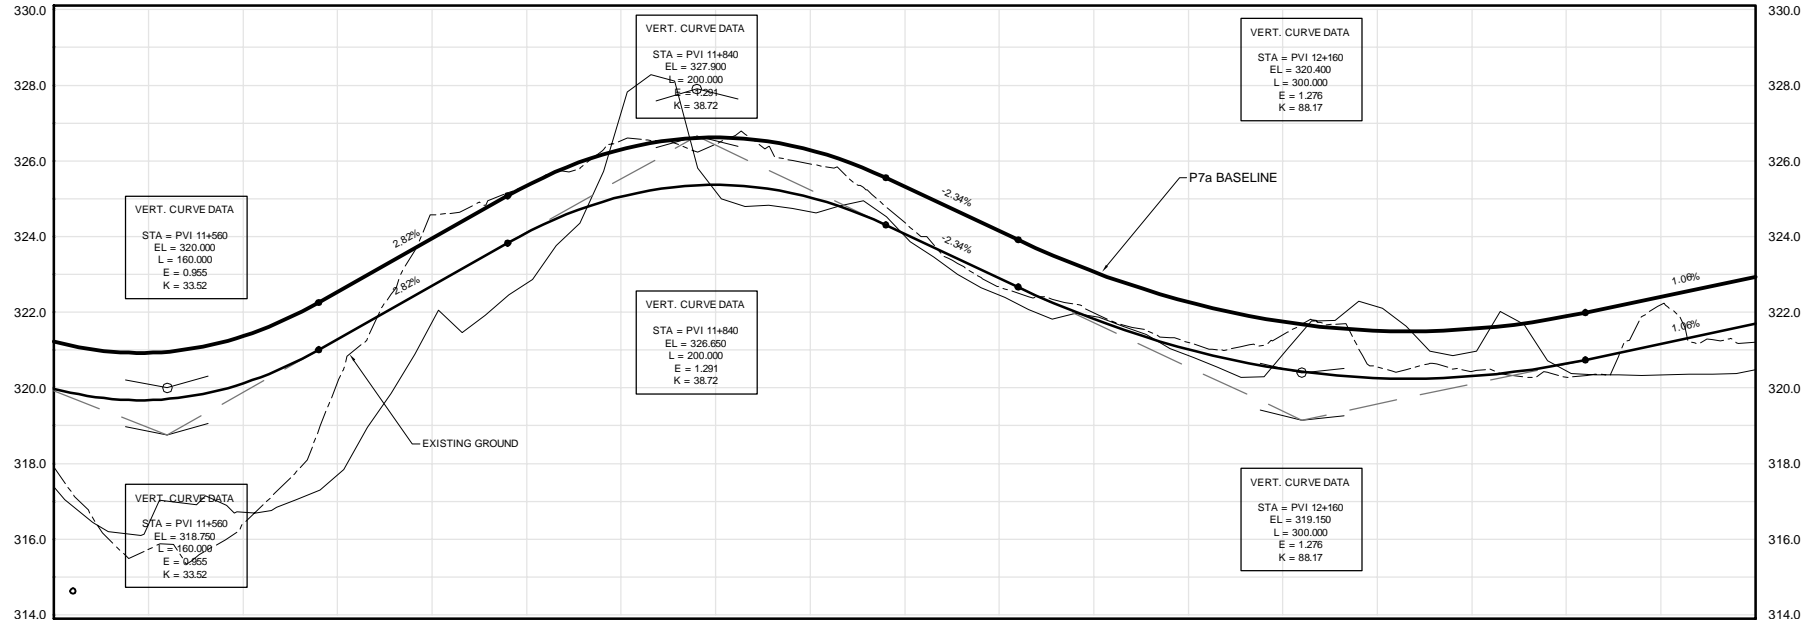 330.0
328.0
326.0
324.0
322.0
320.0
318.0
316.0
314.0
VERT. CURVE DATA
STA = PVI 11+560
EL = 320.000
L = 160.000
E = 0.955
K = 33.52
VERT. CURVE DATA
STA = PVI 11+560
EL = 318.750
L = 160.000
E = 0.955
K = 33.52
2.82%
2.82%
EXISTING GROUND
VERT. CURVE DATA
STA = PVI 11+840
EL = 327.900
L = 200.000
E = 1.291
K = 38.72
VERT. CURVE DATA
STA = PVI 11+840
EL = 326.650
L = 200.000
E = 1.291
K = 38.72
-2.34%
-2.34%
P7a BASELINE
VERT. CURVE DATA
STA = PVI 12+160
EL = 320.400
L = 300.000
E = 1.276
K = 88.17
VERT. CURVE DATA
STA = PVI 12+160
EL = 319.150
L = 300.000
E = 1.276
K = 88.17
1.06%
1.06%
330.0
328.0
326.0
324.0
322.0
320.0
318.0
316.0
314.0